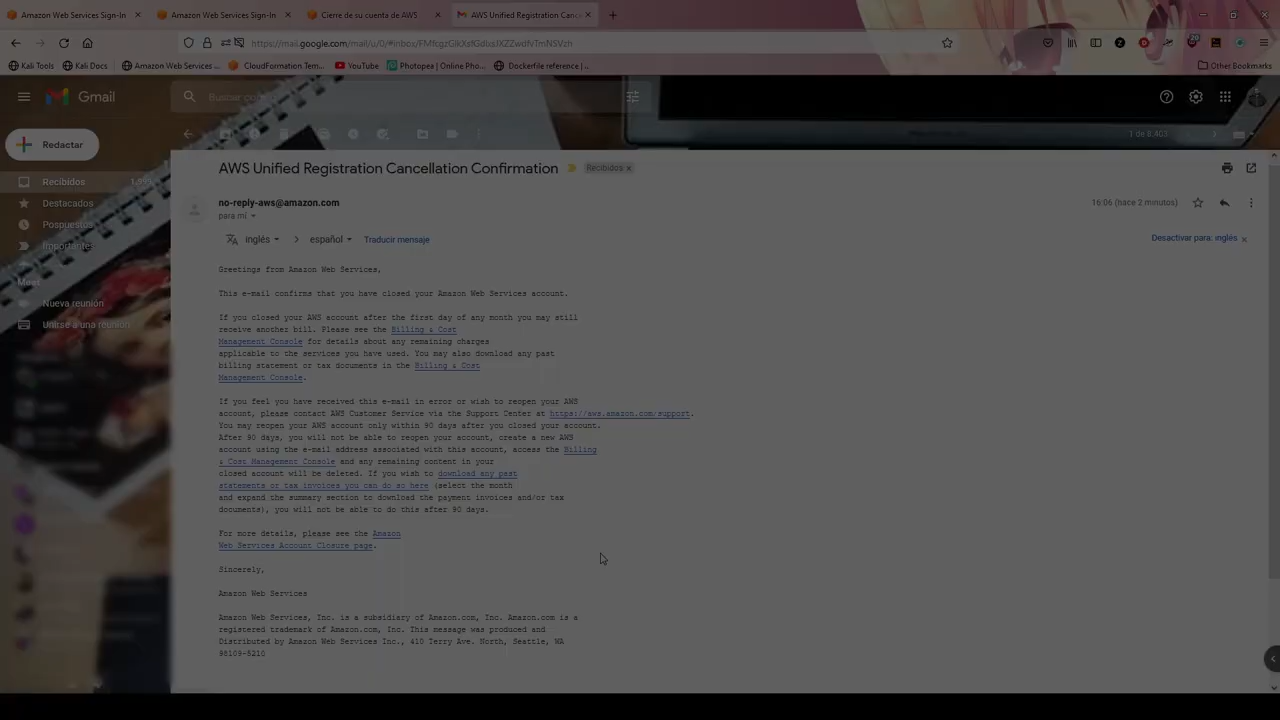 Amazon Web Services Sign-In
Amazon Web Services Sign-In
Cierre de su cuenta de AWS
AWS Unified Registration Cance
Kali Tools
Kali Docs
Amazon Web Services ...
CloudFormation Tem...
YouTube
Photopea | Online Pho...
Dockerfile reference | ...
Other Bookmarks
Gmail
Redactar
1 de 8,403
Recibidos
Destacados
Pospuestos
Importantes
Meet
Nueva reunión
Unirse a una reunión
AWS Unified Registration Cancellation Confirmation
Recibidos x
no-reply-aws@amazon.com
16:06 (hace 2 minutos)
para mí
inglés
español
Traducir mensaje
Desactivar para: inglés x
Greetings from Amazon Web Services,
This e-mail confirms that you have closed your Amazon Web Services account.
If you closed your AWS account after the first day of any month you may still
receive another bill. Please see the Billing & Cost
Management Console for details about any remaining charges
applicable to the services you have used. You may also download any past
billing statement or tax documents in the Billing & Cost
Management Console.
If you feel you have received this e-mail in error or wish to reopen your AWS
account, please contact AWS Customer Service via the Support Center at https://aws.amazon.com/support.
You may reopen your AWS account only within 90 days after you closed your account.
After 90 days, you will not be able to reopen your account, create a new AWS
account using the e-mail address associated with this account, access the Billing
& Cost Management Console and any remaining content in your
closed account will be deleted. If you wish to download any past
statements or tax invoices you can do so here (select the month
and expand the summary section to download the payment invoices and/or tax
documents), you will not be able to do this after 90 days.
For more details, please see the Amazon
Web Services Account Closure page.
Sincerely,
Amazon Web Services
Amazon Web Services, Inc. is a subsidiary of Amazon.com, Inc. Amazon.com is a
registered trademark of Amazon.com, Inc. This message was produced and
Distributed by Amazon Web Services Inc., 410 Terry Ave. North, Seattle, WA
98109-5210